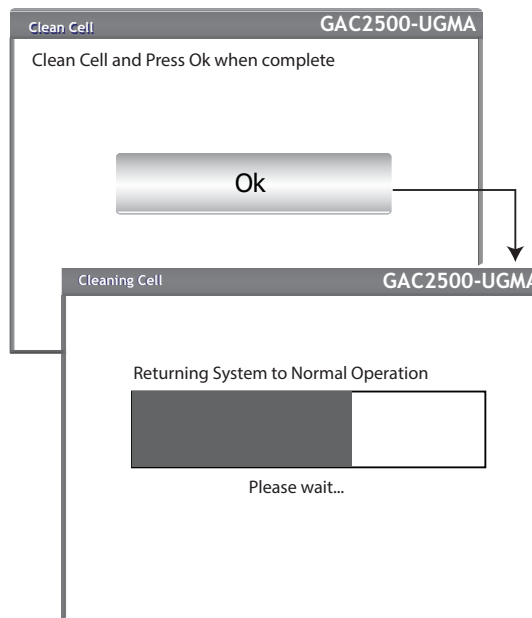 Clean Cell GAC2500-UGMA
Clean Cell and Press Ok when complete
Ok
Cleaning Cell GAC2500-UGMA
Returning System to Normal Operation
Please wait...